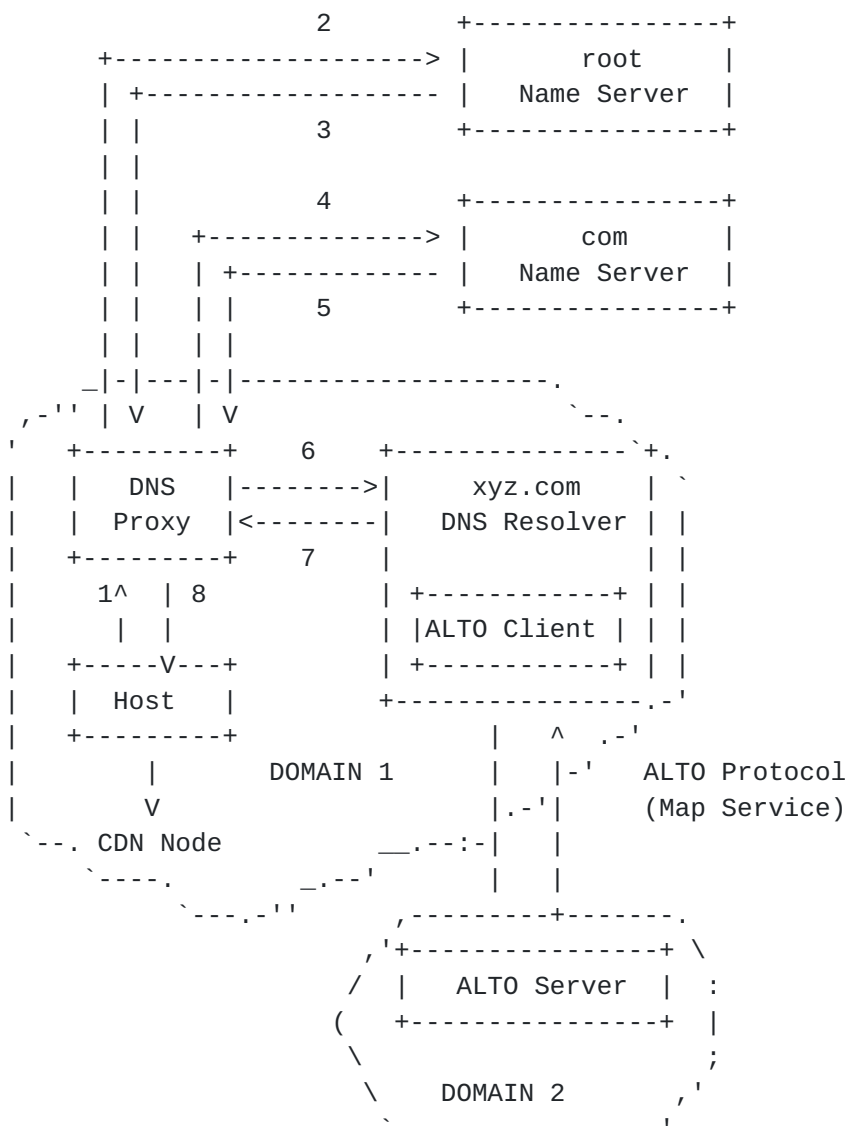 2
root
Name Server
3
4
com
Name Server
5
6
DNS xyz.com
Proxy DNS Resolver
7
1 8
ALTO Client
Host
DOMAIN 1 ALTO Protocol
V (Map Service)
CDN Node
ALTO Server
DOMAIN 2